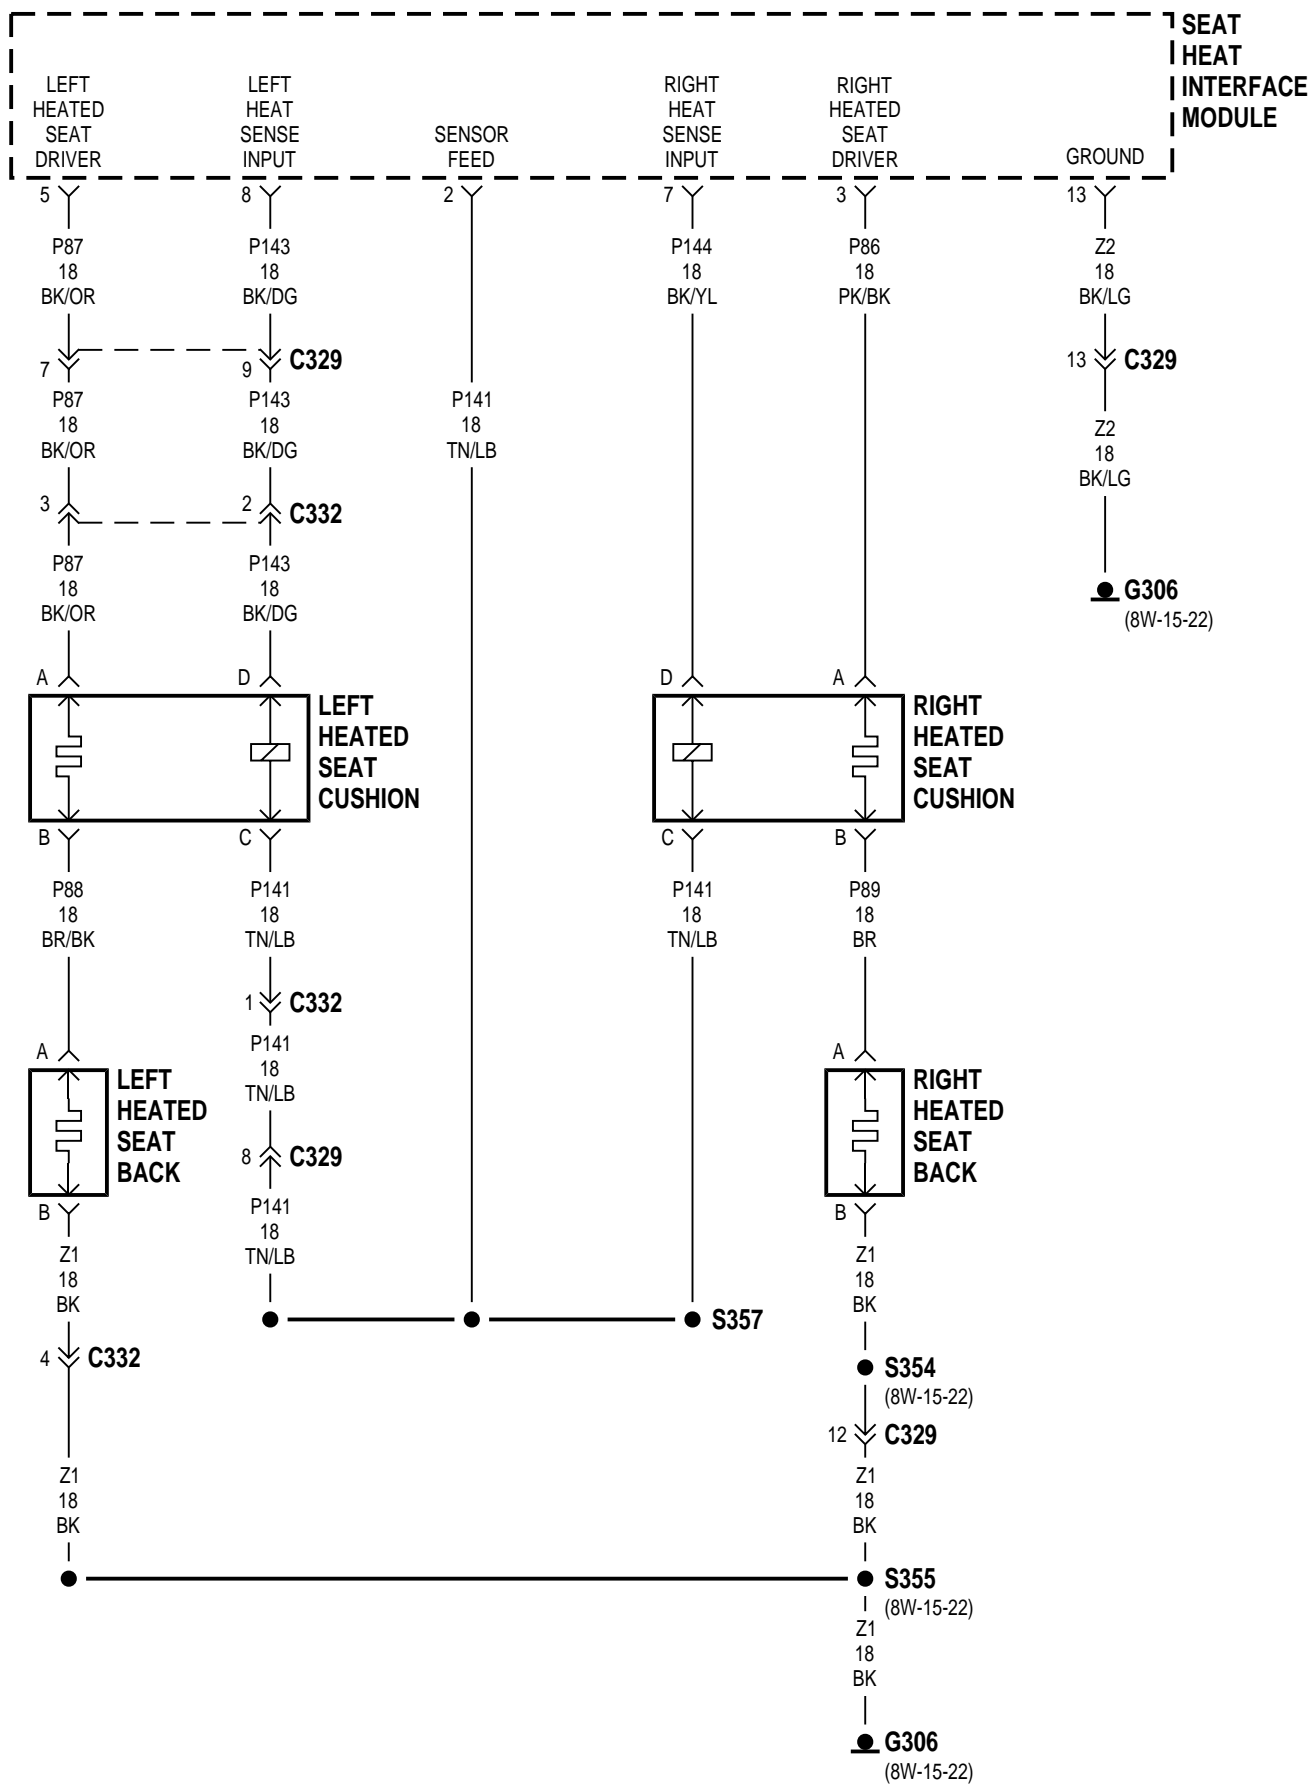 SEAT
HEAT
INTERFACE
MODULE
LEFT
HEATED
SEAT
DRIVER
LEFT
HEAT
SENSE
INPUT
SENSOR
FEED
RIGHT
HEAT
SENSE
INPUT
RIGHT
HEATED
SEAT
DRIVER
GROUND
5
8
2
7
3
13
P87
18
BK/OR
P143
18
BK/DG
P144
18
BK/YL
P86
18
PK/BK
Z2
18
BK/LG
7
9
C329
13
C329
P87
18
BK/OR
P143
18
BK/DG
P141
18
TN/LB
Z2
18
BK/LG
3
2
C332
P87
18
BK/OR
P143
18
BK/DG
G306
(8W-15-22)
A
D
LEFT
HEATED
SEAT
CUSHION
D
A
RIGHT
HEATED
SEAT
CUSHION
B
C
C
B
P88
18
BR/BK
P141
18
TN/LB
P141
18
TN/LB
P89
18
BR
1
C332
P141
18
TN/LB
A
LEFT
HEATED
SEAT
BACK
A
RIGHT
HEATED
SEAT
BACK
8
C329
B
P141
18
TN/LB
B
Z1
18
BK
Z1
18
BK
S357
4
C332
S354
(8W-15-22)
12
C329
Z1
18
BK
Z1
18
BK
S355
(8W-15-22)
Z1
18
BK
G306
(8W-15-22)